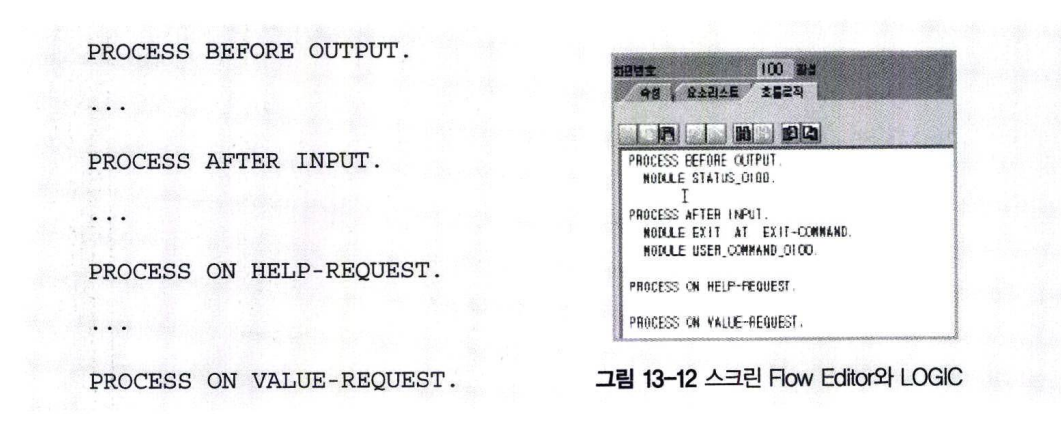 PROCESS BEFORE OUTPUT.
...
PROCESS AFTER INPUT.
...
PROCESS ON HELP-REQUEST.
...
PROCESS ON VALUE-REQUEST.
화면번호 100 활성
속성 요소리스트 흐름로직
PROCESS BEFORE OUTPUT.
MODULE STATUS_0100.
PROCESS AFTER INPUT.
MODULE EXIT AT EXIT-COMMAND.
MODULE USER_COMMAND_0100.
PROCESS ON HELP-REQUEST.
PROCESS ON VALUE-REQUEST.
그림 13-12 스크린 Flow Editor와 LOGIC